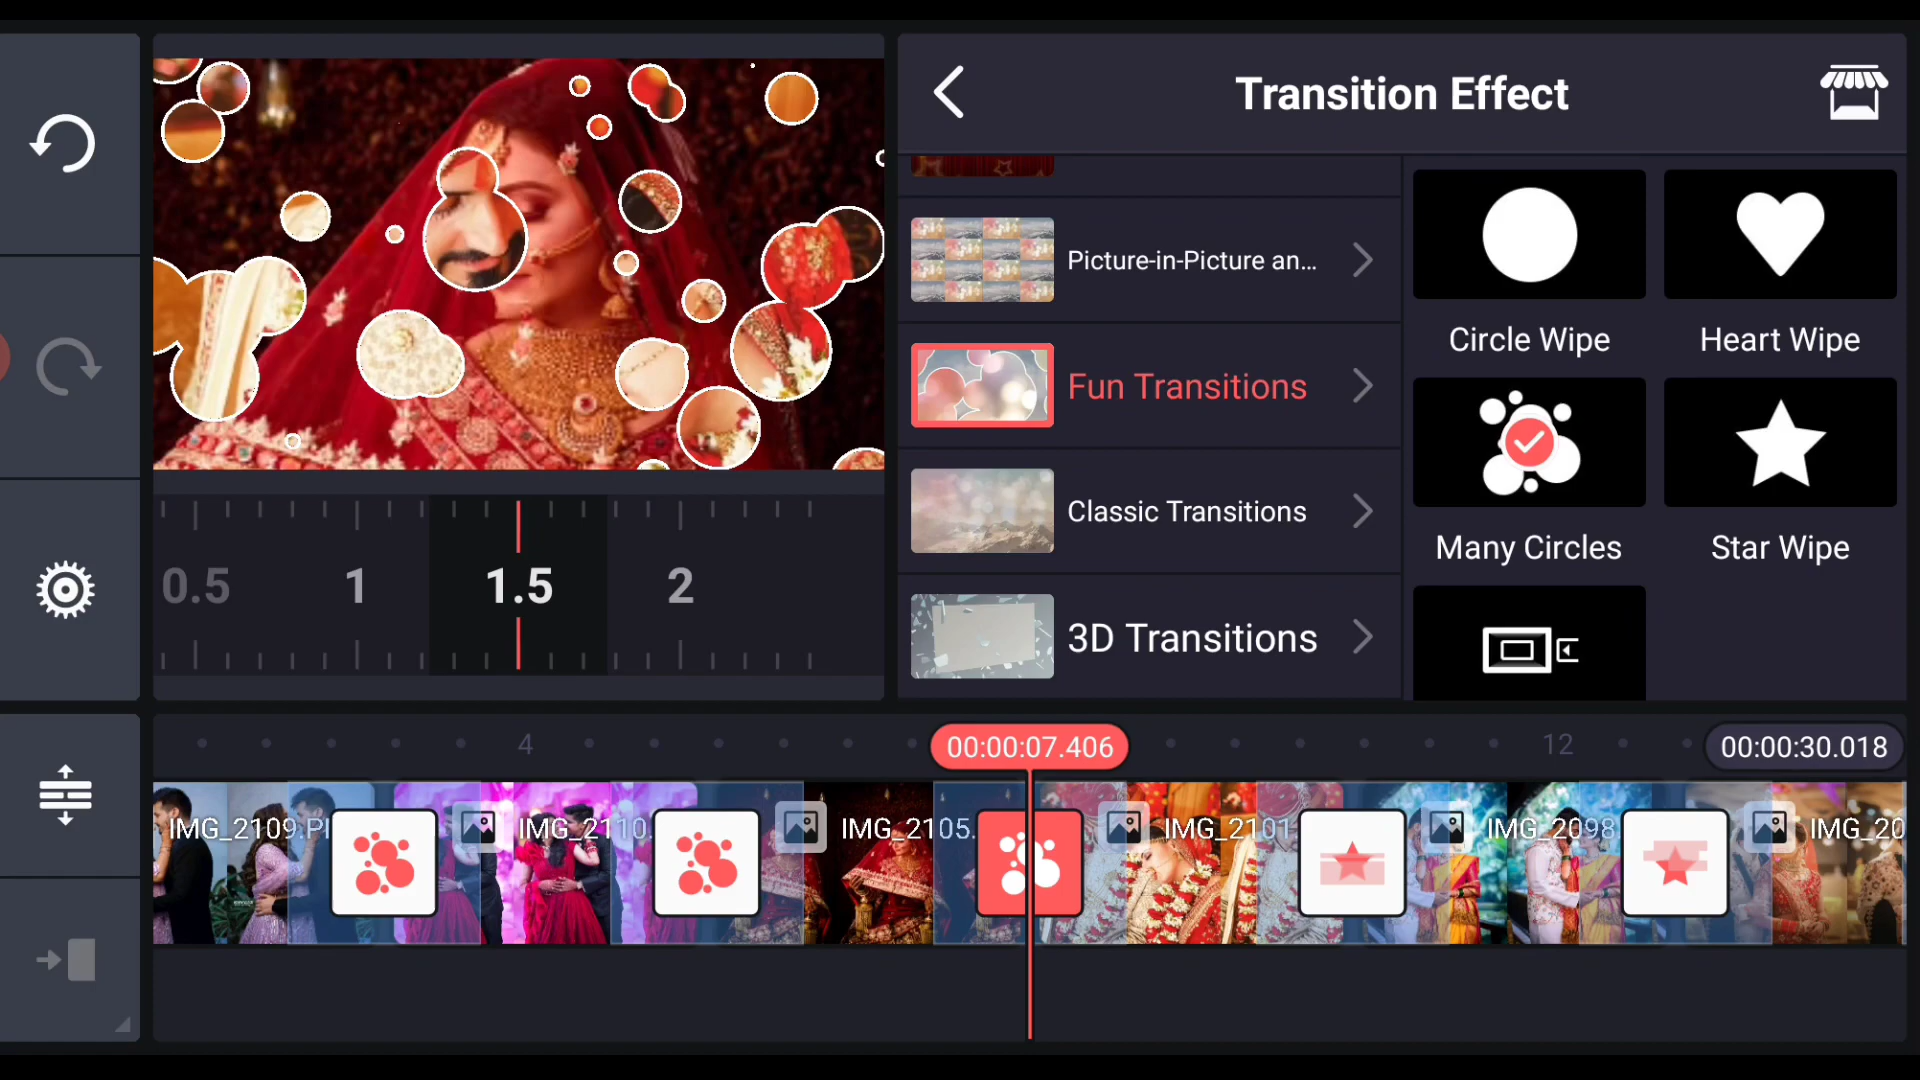 Transition Effect
Picture-in-Picture an...
Fun Transitions
Classic Transitions
3D Transitions
Circle Wipe
Heart Wipe
Many Circles
Star Wipe
0.5
1
1.5
2
4
00:00:07.406
12
00:00:30.018
IMG_2109.P
IMG_2110.
IMG_2105.
IMG_2101
IMG_2098
IMG_20